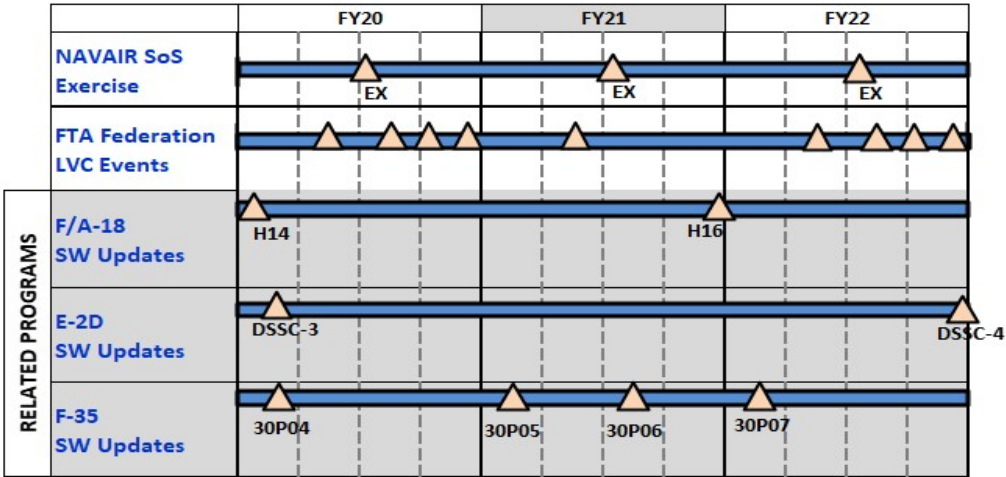 FY20 FY21 FY22
NAVAIR SoS
Exercise
EX EX EX
FTA Federation
LVC Events
RELATED PROGRAMS
F/A-18
SW Updates
H14 H16
E-2D
SW Updates
DSSC-3 DSSC-4
F-35
SW Updates
30P04 30P05 30P06 30P07